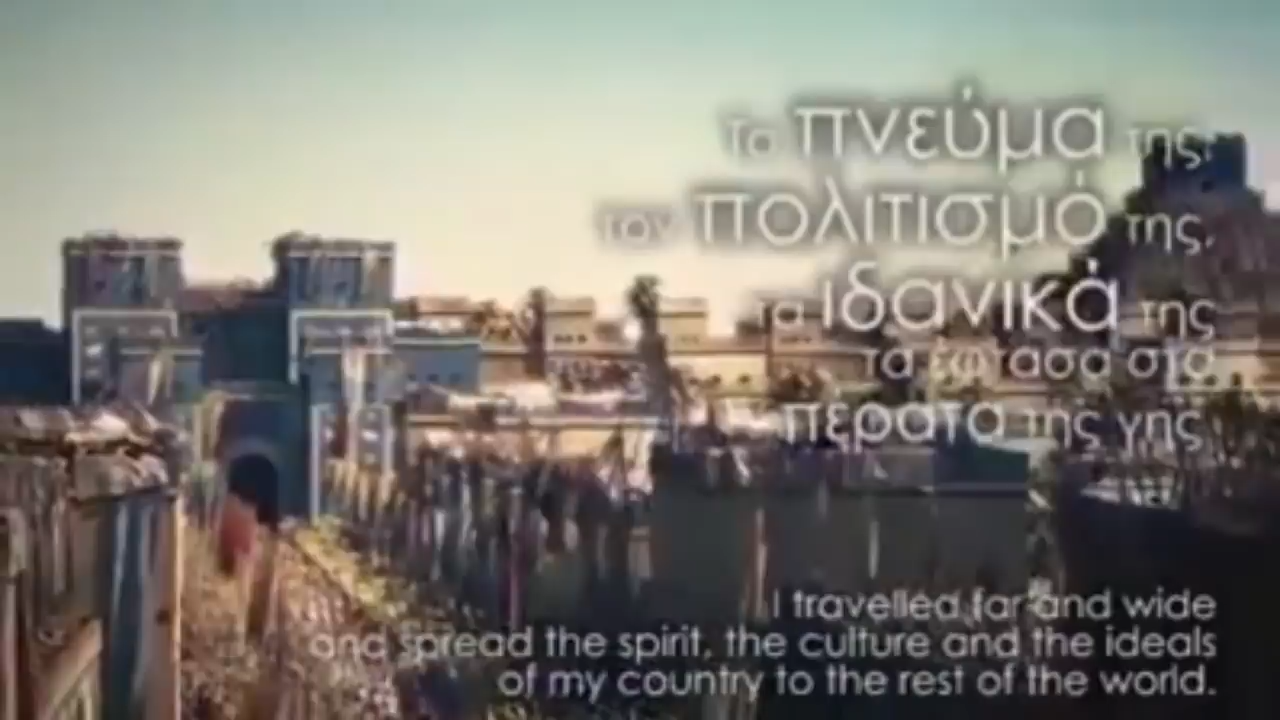 Το πνεύμα της,
τον πολιτισμό της,
τα ιδανικά της
τα έφτασα στα
πέρατα της γης
I travelled far and wide
and spread the spirit, the culture and the ideals
of my country to the rest of the world.